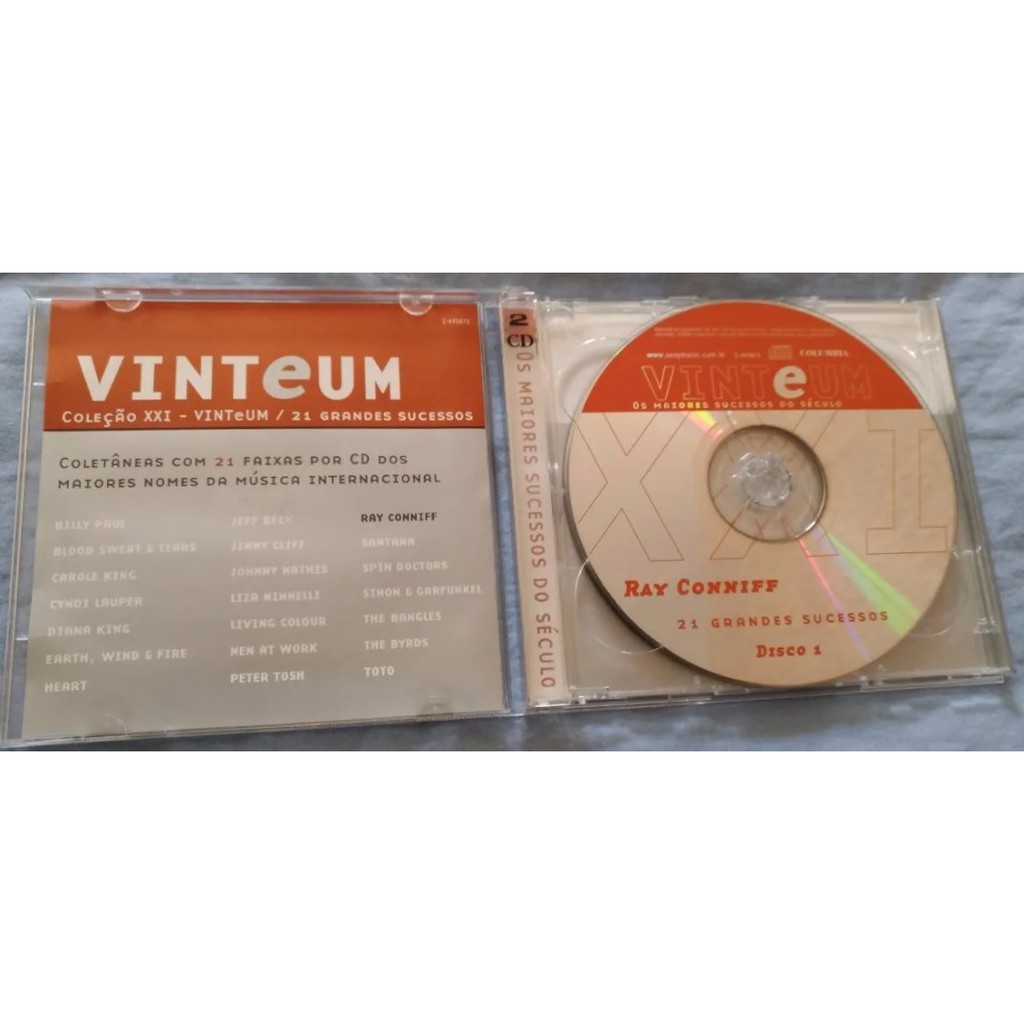 VINTeUM
Coleção XXI - VINTeUM / 21 GRANDES SUCESSOS
Coletâneas com 21 faixas por CD dos
maiores nomes da música internacional
BILLY PAUL
BLOOD SWEAT & TEARS
CAROLE KING
CYNDI LAUPER
DIANA KING
EARTH, WIND & FIRE
HEART
JEFF BECK
JIMMY CLIFF
JOHNNY MATHIS
LIZA MINNELLI
LIVING COLOUR
MEN AT WORK
PETER TOSH
RAY CONNIFF
SANTANA
SPIN DOCTORS
SIMON & GARFUNKEL
THE BANGLES
THE BYRDS
TOTO
2 CD
OS MAIORES SUCESSOS DO SÉCULO
www.sonymusic.com.br
COLUMBIA
VINTeUM
OS MAIORES SUCESSOS DO SÉCULO
XXI
Ray Conniff
21 GRANDES SUCESSOS
Disco 1